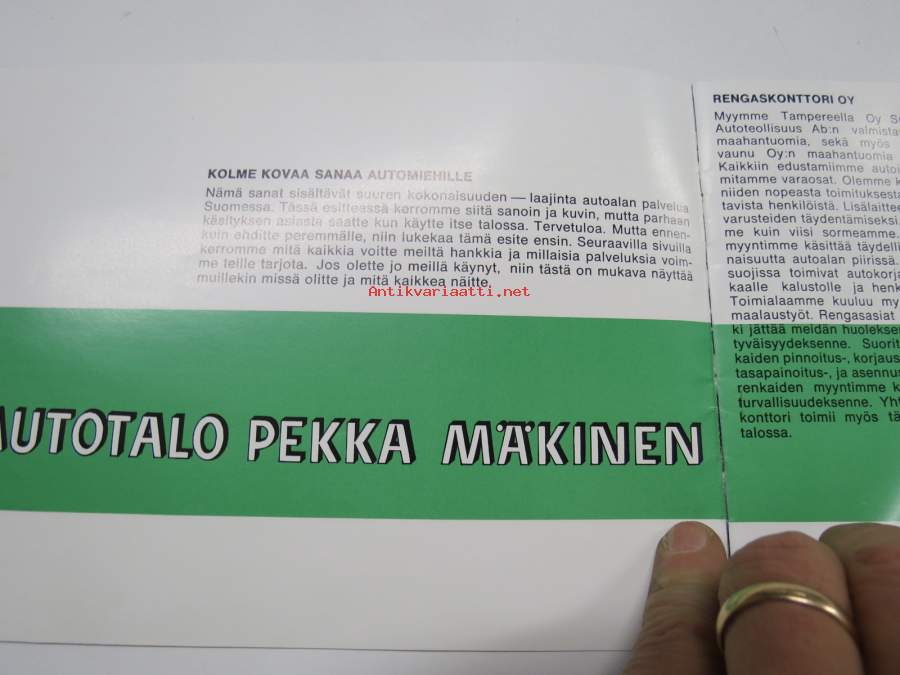 KOLME KOVAA SANAA AUTOMIEHILLE
Nämä sanat sisältävät suuren kokonaisuuden — laajinta autoalan palvelua
Suomessa. Tässä esitteessä kerromme siitä sanoin ja kuvin, mutta parhaan
käsityksen asiasta saatte kun käytte itse talossa. Tervetuloa. Mutta ennen-
kuin ehditte peremmälle, niin lukekaa tämä esite ensin. Seuraavilla sivuilla
kerromme mitä kaikkia voitte meiltä hankkia ja millaisia palveluksia voim-
me teille tarjota. Jos olette jo meillä käynyt, niin tästä on mukava näyttää
muillekin missä olitte ja mitä kaikkea näitte.
Antikvariaatti.net
AUTOTALO PEKKA MÄKINEN
RENGASKONTTORI OY
Myymme Tampereella Oy S
Autoteollisuus Ab:n valmista
maahantuomia, sekä myös
vaunu Oy:n maahantuomia
Kaikkiin edustamiimme autoi
mitamme varaosat. Olemme k
niiden nopeasta toimituksesta
tavista henkilöistä. Lisälaittee
varusteiden täydentämiseksi.
me kuin viisi sormeamme.
myyntimme käsittää täydelli
naisuutta autoalan piirissä.
suojissa toimivat autokorja
kaalle kalustolle ja henk
Toimialaamme kuuluu my
maalaustyöt. Rengasasiat
ki jättää meidän huoleksen
tyväisyydeksenne. Suorit
kaiden pinnoitus-, korjaus
tasapainoitus-, ja asennus
renkaiden myyntimme k
turvallisuudeksenne. Yht
konttori toimii myös tä
talossa.